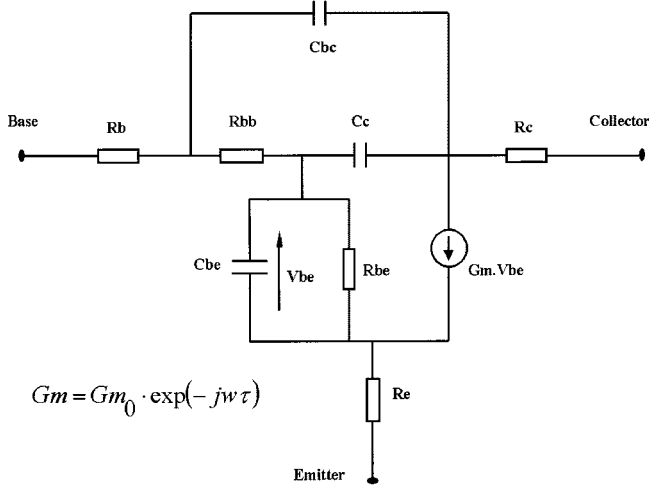 Cbc
Base
Rb
Rbb
Cc
Rc
Collector
Cbe
Vbe
Rbe
Gm.Vbe
Gm = Gm₀ · exp(− jwτ)
Re
Emitter